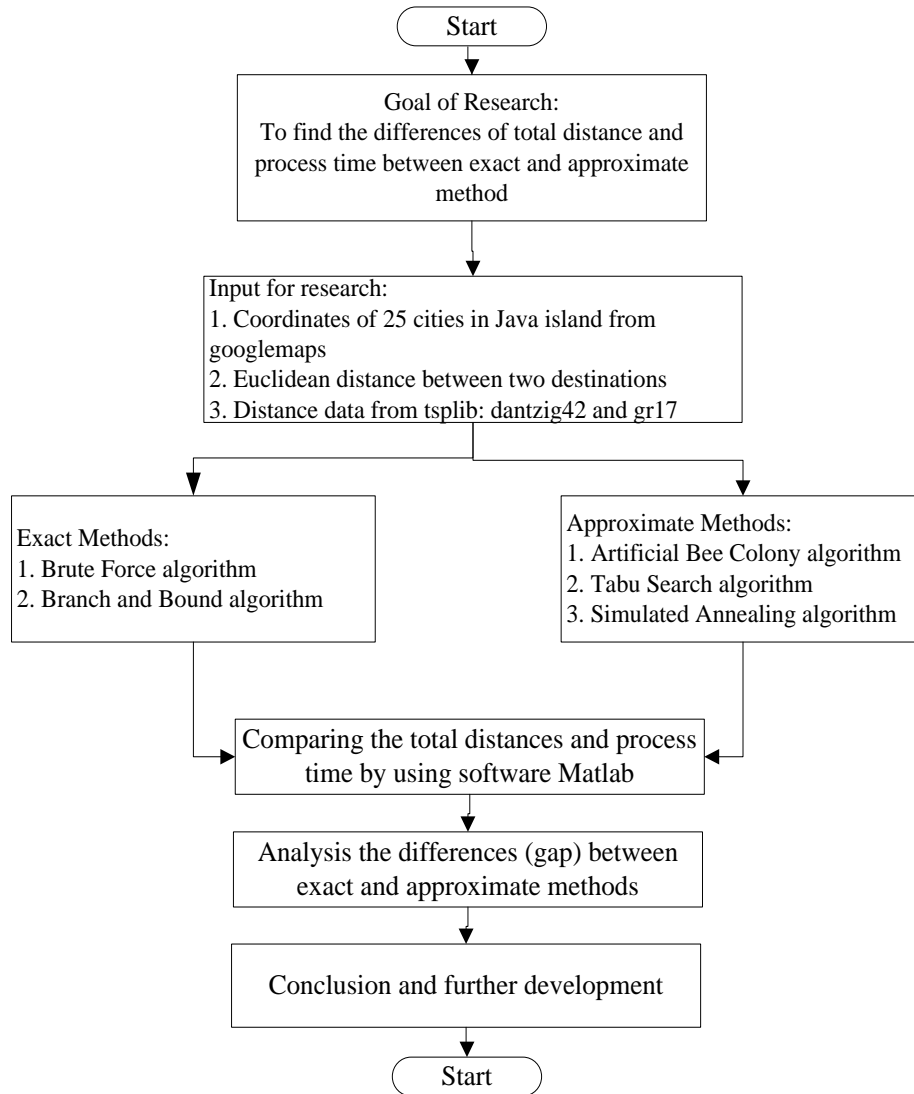 Start
Goal of Research:
To find the differences of total distance and
process time between exact and approximate
method
Input for research:
1. Coordinates of 25 cities in Java island from
googlemaps
2. Euclidean distance between two destinations
3. Distance data from tsplib: dantzig42 and gr17
Exact Methods:
1. Brute Force algorithm
2. Branch and Bound algorithm
Approximate Methods:
1. Artificial Bee Colony algorithm
2. Tabu Search algorithm
3. Simulated Annealing algorithm
Comparing the total distances and process
time by using software Matlab
Analysis the differences (gap) between
exact and approximate methods
Conclusion and further development
Start